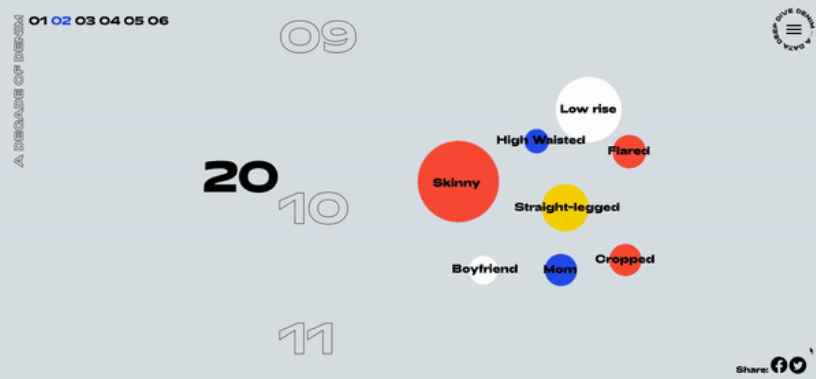 01 02 03 04 05 06
A DECADE OF DENIM
A DATA DEEP DIVE DENIM
09
20
10
11
Low rise
High Waisted
Flared
Skinny
Straight-legged
Cropped
Boyfriend
Mom
Share: